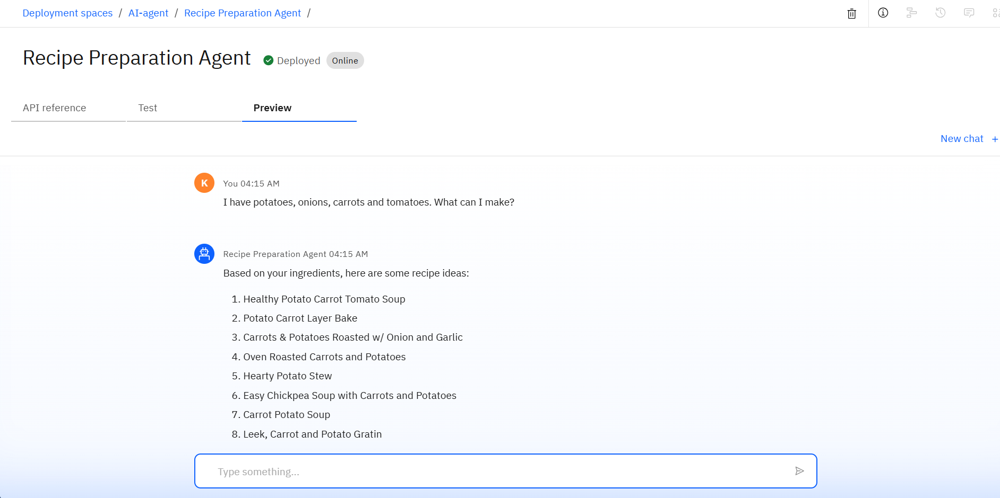 Deployment spaces / AI-agent / Recipe Preparation Agent /
Recipe Preparation Agent Deployed Online
API reference Test Preview
New chat +
K You 04:15 AM
I have potatoes, onions, carrots and tomatoes. What can I make?
Recipe Preparation Agent 04:15 AM
Based on your ingredients, here are some recipe ideas:
1. Healthy Potato Carrot Tomato Soup
2. Potato Carrot Layer Bake
3. Carrots & Potatoes Roasted w/ Onion and Garlic
4. Oven Roasted Carrots and Potatoes
5. Hearty Potato Stew
6. Easy Chickpea Soup with Carrots and Potatoes
7. Carrot Potato Soup
8. Leek, Carrot and Potato Gratin
Type something...